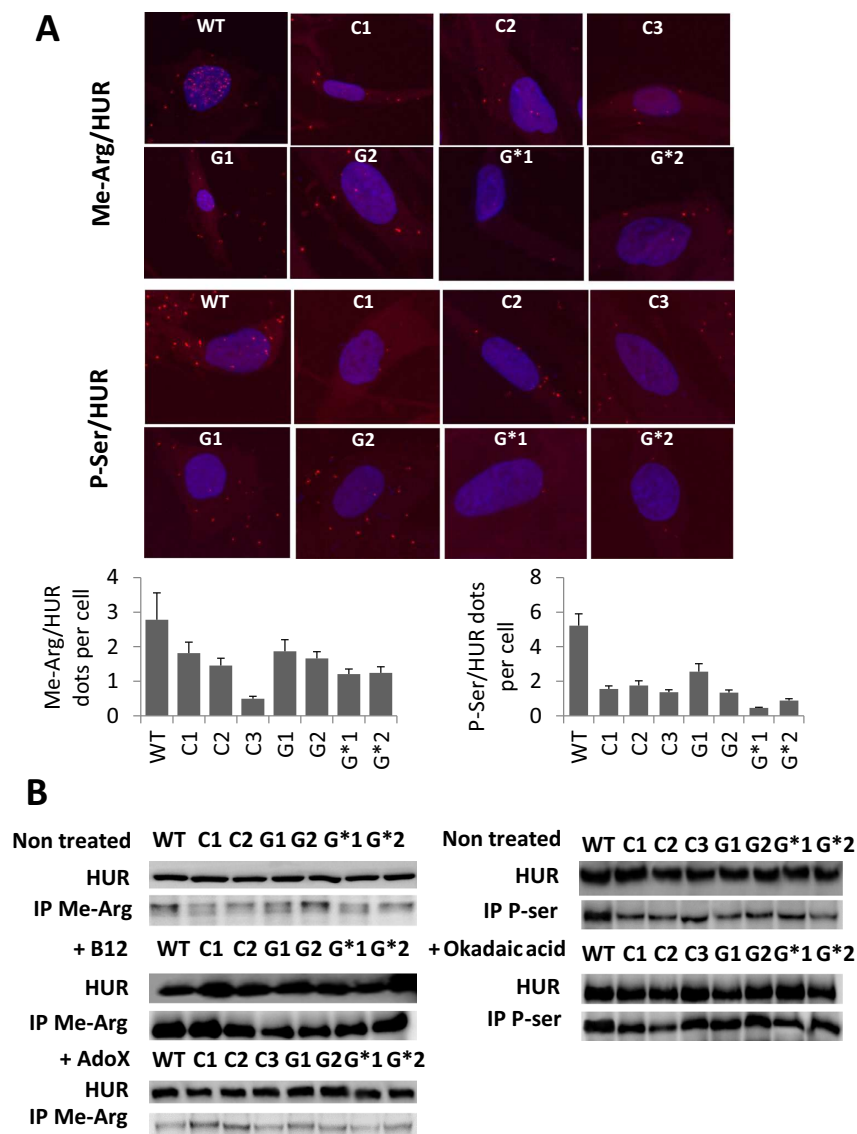 A
WT C1 C2 C3
Me-Arg/HUR
G1 G2 G*1 G*2
WT C1 C2 C3
P-Ser/HUR
G1 G2 G*1 G*2
Me-Arg/HUR
dots per cell
4
3
2
1
0
WT C1 C2 C3 G1 G2 G*1 G*2
P-Ser/HUR dots
per cell
8
6
4
2
0
WT C1 C2 C3 G1 G2 G*1 G*2
B
Non treated WT C1 C2 G1 G2 G*1 G*2
HUR
IP Me-Arg
+ B12 WT C1 C2 G1 G2 G*1 G*2
HUR
IP Me-Arg
+ AdoX WT C1 C2 C3 G1 G2 G*1 G*2
HUR
IP Me-Arg
Non treated WT C1 C2 C3 G1 G2 G*1 G*2
HUR
IP P-ser
+ Okadaic acid WT C1 C2 C3 G1 G2 G*1 G*2
HUR
IP P-ser